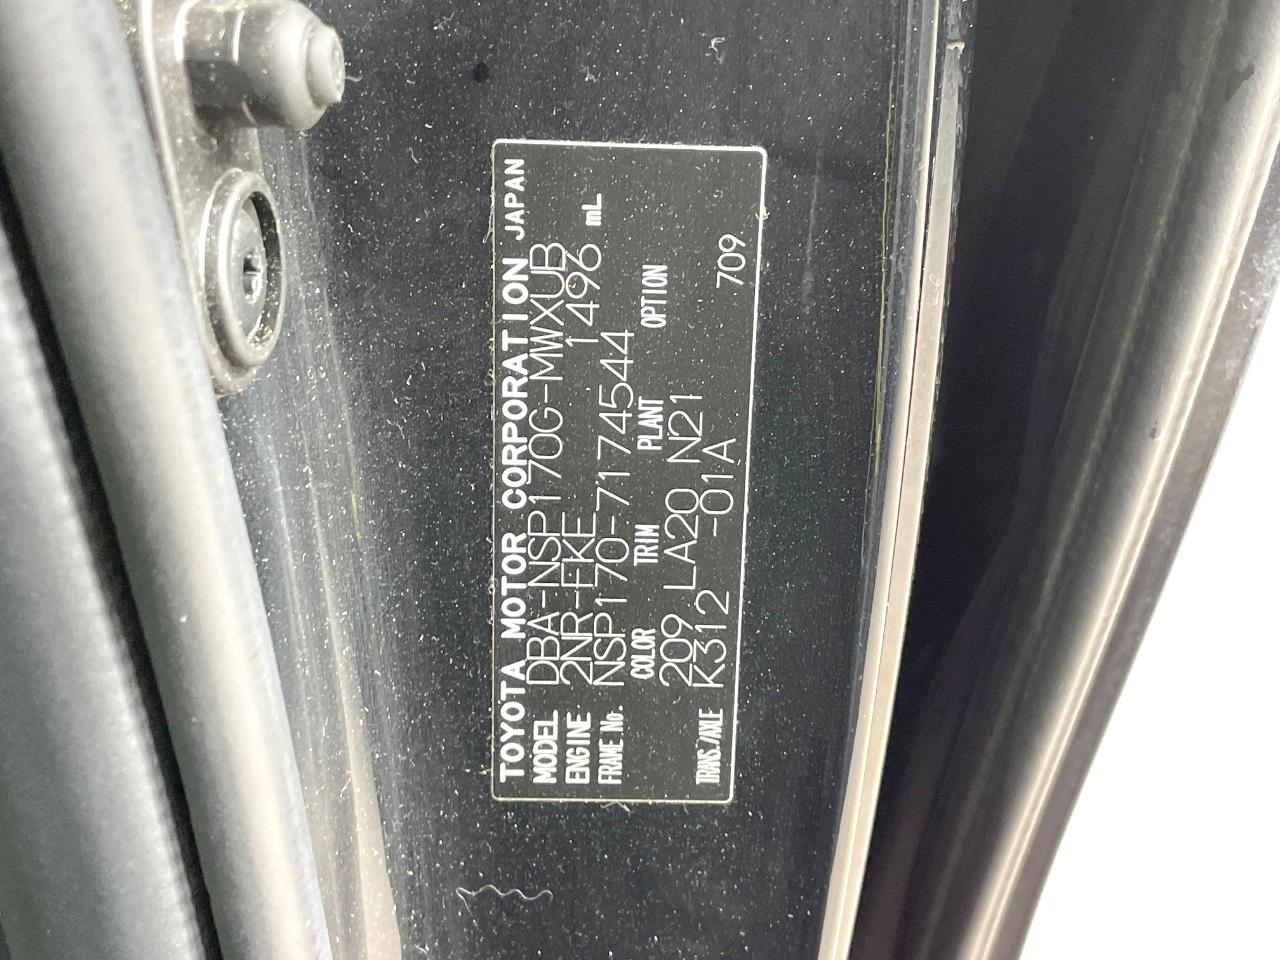 TOYOTA MOTOR CORPORATION JAPAN
MODEL DBA-NSP170G-MWXUB
ENGINE 2NR-FKE 1496 mL
FRAME No. NSP170-7174544
COLOR TRIM PLANT OPTION
209 LA20 N21
TRANS./AXLE K312 -01A 709